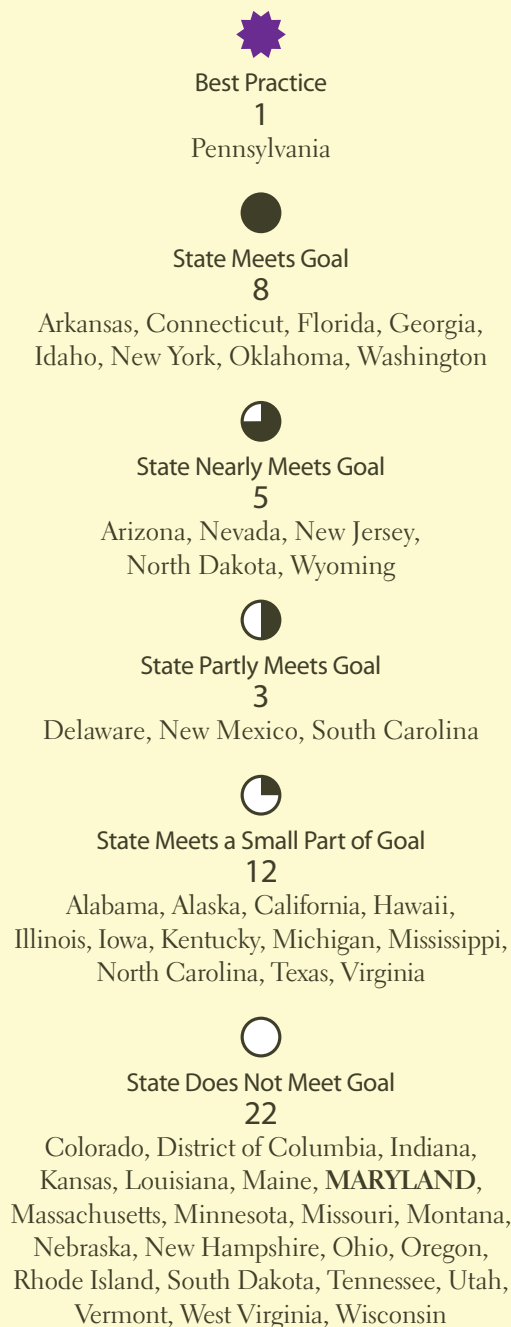 Best Practice
1
Pennsylvania
State Meets Goal
8
Arkansas, Connecticut, Florida, Georgia,
Idaho, New York, Oklahoma, Washington
State Nearly Meets Goal
5
Arizona, Nevada, New Jersey,
North Dakota, Wyoming
State Partly Meets Goal
3
Delaware, New Mexico, South Carolina
State Meets a Small Part of Goal
12
Alabama, Alaska, California, Hawaii,
Illinois, Iowa, Kentucky, Michigan, Mississippi,
North Carolina, Texas, Virginia
State Does Not Meet Goal
22
Colorado, District of Columbia, Indiana,
Kansas, Louisiana, Maine, MARYLAND,
Massachusetts, Minnesota, Missouri, Montana,
Nebraska, New Hampshire, Ohio, Oregon,
Rhode Island, South Dakota, Tennessee, Utah,
Vermont, West Virginia, Wisconsin